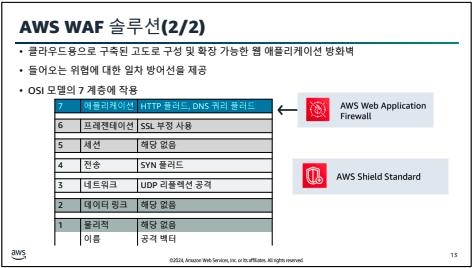 AWS WAF 솔루션(2/2)
• 클라우드용으로 구축된 고도로 구성 및 확장 가능한 웹 애플리케이션 방화벽
• 들어오는 위협에 대한 일차 방어선을 제공
• OSI 모델의 7 계층에 작용
7 애플리케이션 HTTP 플러드, DNS 쿼리 플러드
6 프레젠테이션 SSL 부정 사용
5 세션 해당 없음
4 전송 SYN 플러드
3 네트워크 UDP 리플렉션 공격
2 데이터 링크 해당 없음
1 물리적 해당 없음
이름 공격 벡터
AWS Web Application
Firewall
AWS Shield Standard
aws
©2024, Amazon Web Services, Inc. or its affiliates. All rights reserved.
13